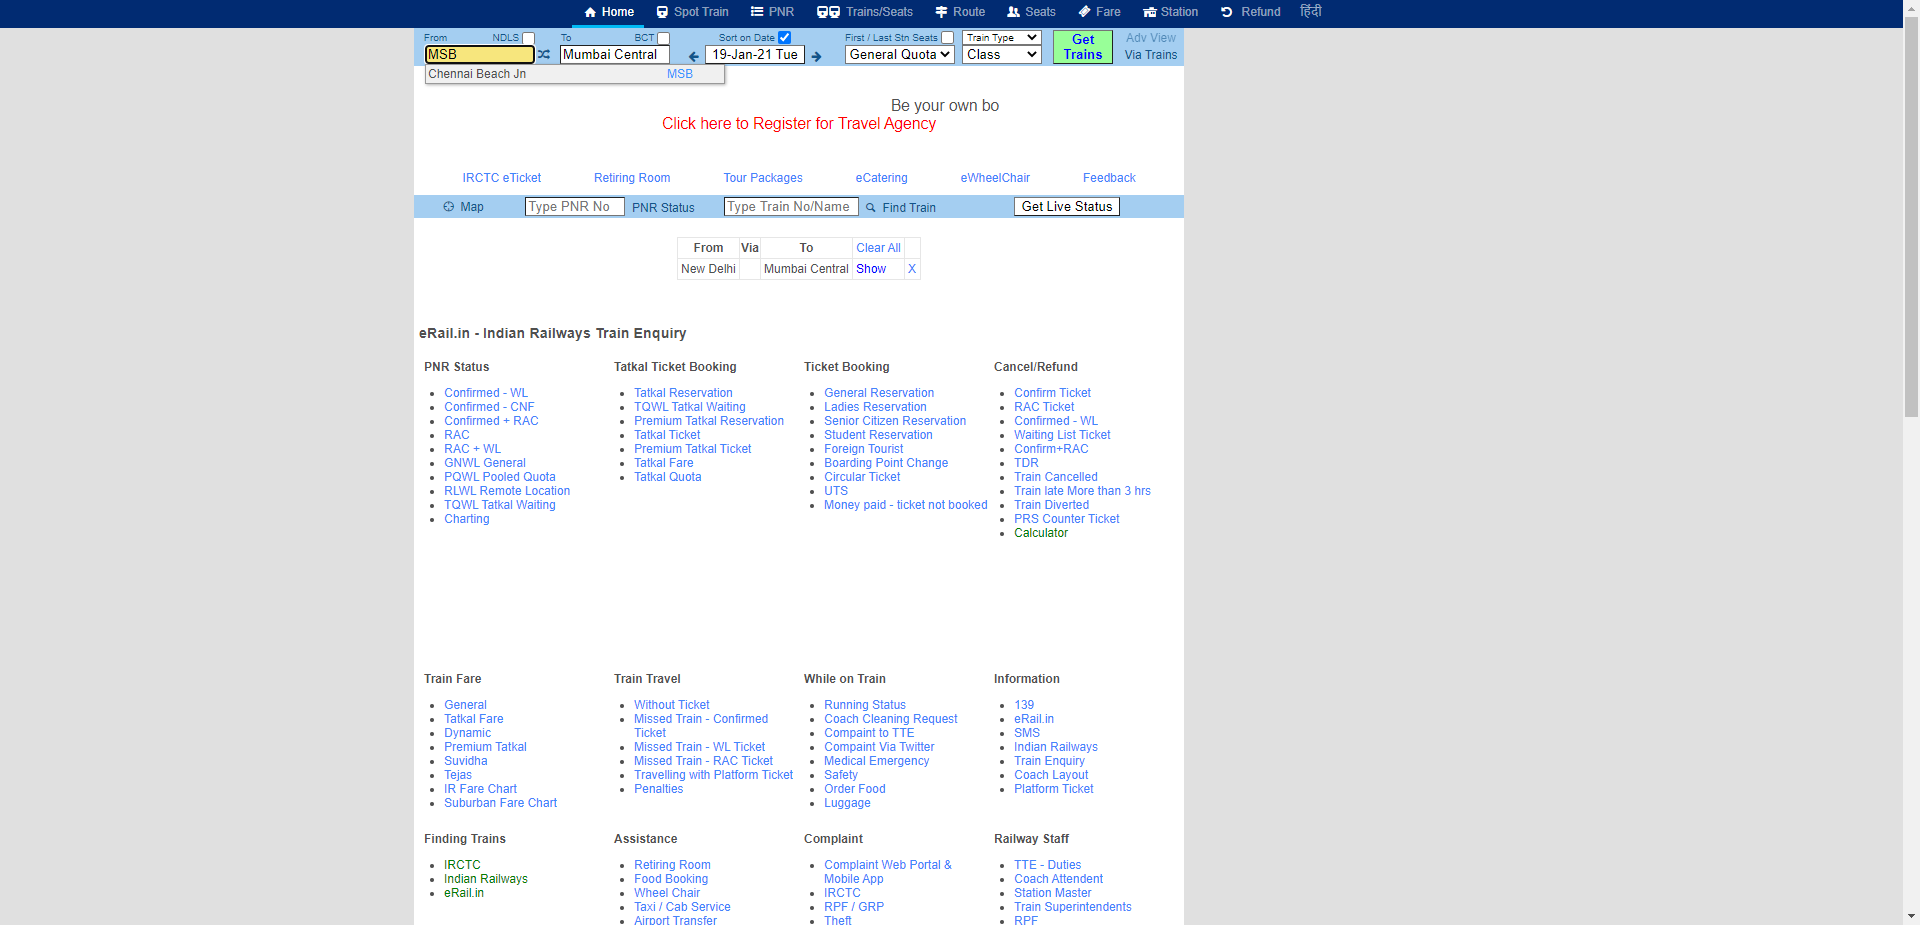 Home Spot Train PNR Trains/Seats Route Seats Fare Station Refund हिंदी
From NDLS To BCT Sort on Date First / Last Stn Seats Train Type Get Trains Adv View
MSB Mumbai Central 19-Jan-21 Tue General Quota Class Via Trains
Chennai Beach Jn MSB
Be your own bo
Click here to Register for Travel Agency
IRCTC eTicket Retiring Room Tour Packages eCatering eWheelChair Feedback
Map Type PNR No PNR Status Type Train No/Name Find Train Get Live Status
From Via To Clear All
New Delhi Mumbai Central Show X
eRail.in - Indian Railways Train Enquiry
PNR Status
Confirmed - WL
Confirmed - CNF
Confirmed + RAC
RAC
RAC + WL
GNWL General
PQWL Pooled Quota
RLWL Remote Location
TQWL Tatkal Waiting
Charting
Tatkal Ticket Booking
Tatkal Reservation
TQWL Tatkal Waiting
Premium Tatkal Reservation
Tatkal Ticket
Premium Tatkal Ticket
Tatkal Fare
Tatkal Quota
Ticket Booking
General Reservation
Ladies Reservation
Senior Citizen Reservation
Student Reservation
Foreign Tourist
Boarding Point Change
Circular Ticket
UTS
Money paid - ticket not booked
Cancel/Refund
Confirm Ticket
RAC Ticket
Confirmed - WL
Waiting List Ticket
Confirm+RAC
TDR
Train Cancelled
Train late More than 3 hrs
Train Diverted
PRS Counter Ticket
Calculator
Train Fare
General
Tatkal Fare
Dynamic
Premium Tatkal
Suvidha
Tejas
IR Fare Chart
Suburban Fare Chart
Train Travel
Without Ticket
Missed Train - Confirmed
Ticket
Missed Train - WL Ticket
Missed Train - RAC Ticket
Travelling with Platform Ticket
Penalties
While on Train
Running Status
Coach Cleaning Request
Compaint to TTE
Compaint Via Twitter
Medical Emergency
Safety
Order Food
Luggage
Information
139
eRail.in
SMS
Indian Railways
Train Enquiry
Coach Layout
Platform Ticket
Finding Trains
IRCTC
Indian Railways
eRail.in
Assistance
Retiring Room
Food Booking
Wheel Chair
Taxi / Cab Service
Airport Transfer
Complaint
Complaint Web Portal &
Mobile App
IRCTC
RPF / GRP
Theft
Railway Staff
TTE - Duties
Coach Attendent
Station Master
Train Superintendents
RPF